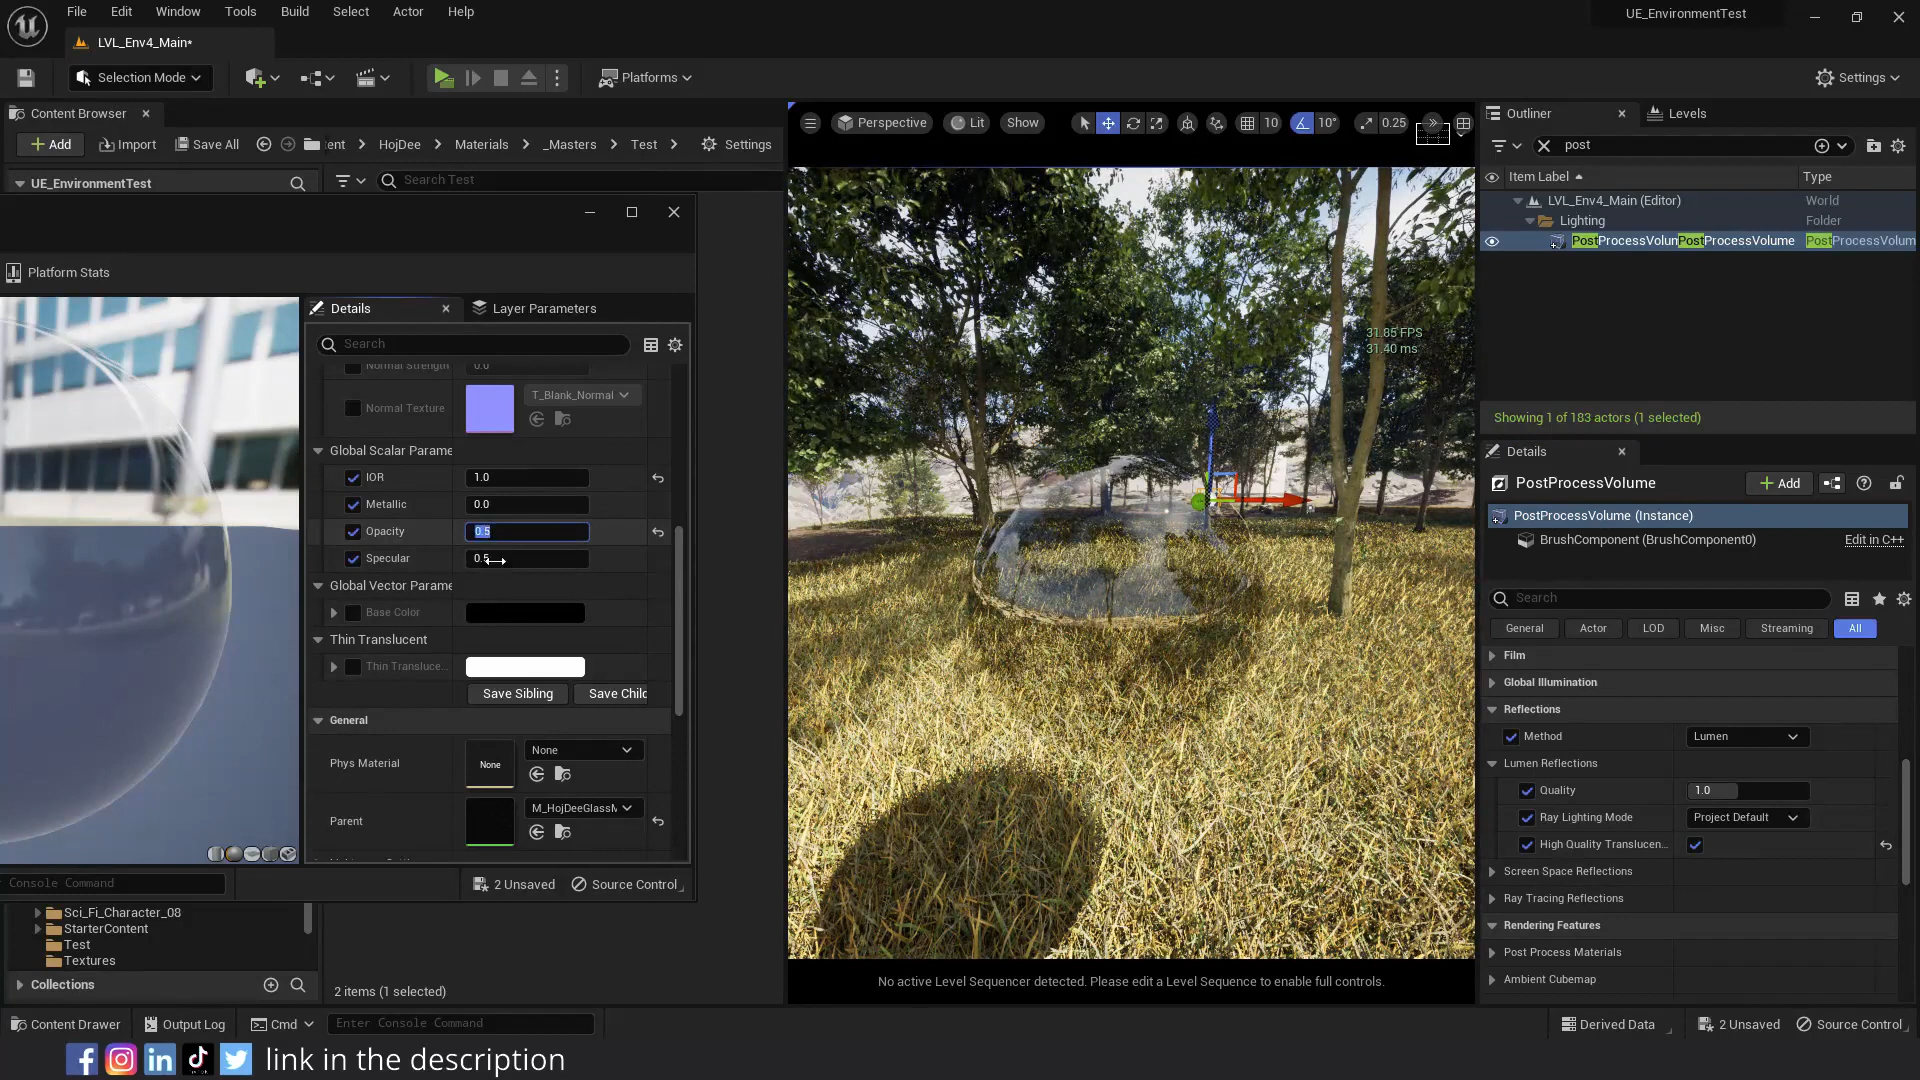 File Edit Window Tools Build Select Actor Help
UE_EnvironmentTest
LVL_Env4_Main*
Selection Mode
Platforms
Settings
Content Browser
Add Import Save All ent HojDee Materials _Masters Test Settings
UE_EnvironmentTest
Search Test
Platform Stats
Details
Layer Parameters
Search
Normal Strength 0.0
Normal Texture
T_Blank_Normal
Global Scalar Parame
IOR 1.0
Metallic 0.0
Opacity 0.5
Specular 0.5
Global Vector Parame
Base Color
Thin Translucent
Thin Transluce...
Save Sibling Save Chilc
General
Phys Material
None
None
Parent
M_HojDeeGlassM
Console Command
2 Unsaved
Source Control
Sci_Fi_Character_08
StarterContent
Test
Textures
Collections
2 items (1 selected)
Perspective Lit Show 10 10° 0.25
31.85 FPS
31.40 ms
No active Level Sequencer detected. Please edit a Level Sequence to enable full controls.
Outliner
Levels
post
Item Label Type
LVL_Env4_Main (Editor) World
Lighting Folder
PostProcessVolunPostProcessVolume PostProcessVolum
Showing 1 of 183 actors (1 selected)
Details
PostProcessVolume
Add
PostProcessVolume (Instance)
BrushComponent (BrushComponent0) Edit in C++
Search
General Actor LOD Misc Streaming All
Film
Global Illumination
Reflections
Method Lumen
Lumen Reflections
Quality 1.0
Ray Lighting Mode Project Default
High Quality Translucen...
Screen Space Reflections
Ray Tracing Reflections
Rendering Features
Post Process Materials
Ambient Cubemap
Content Drawer Output Log Cmd Enter Console Command
Derived Data 2 Unsaved Source Control
link in the description